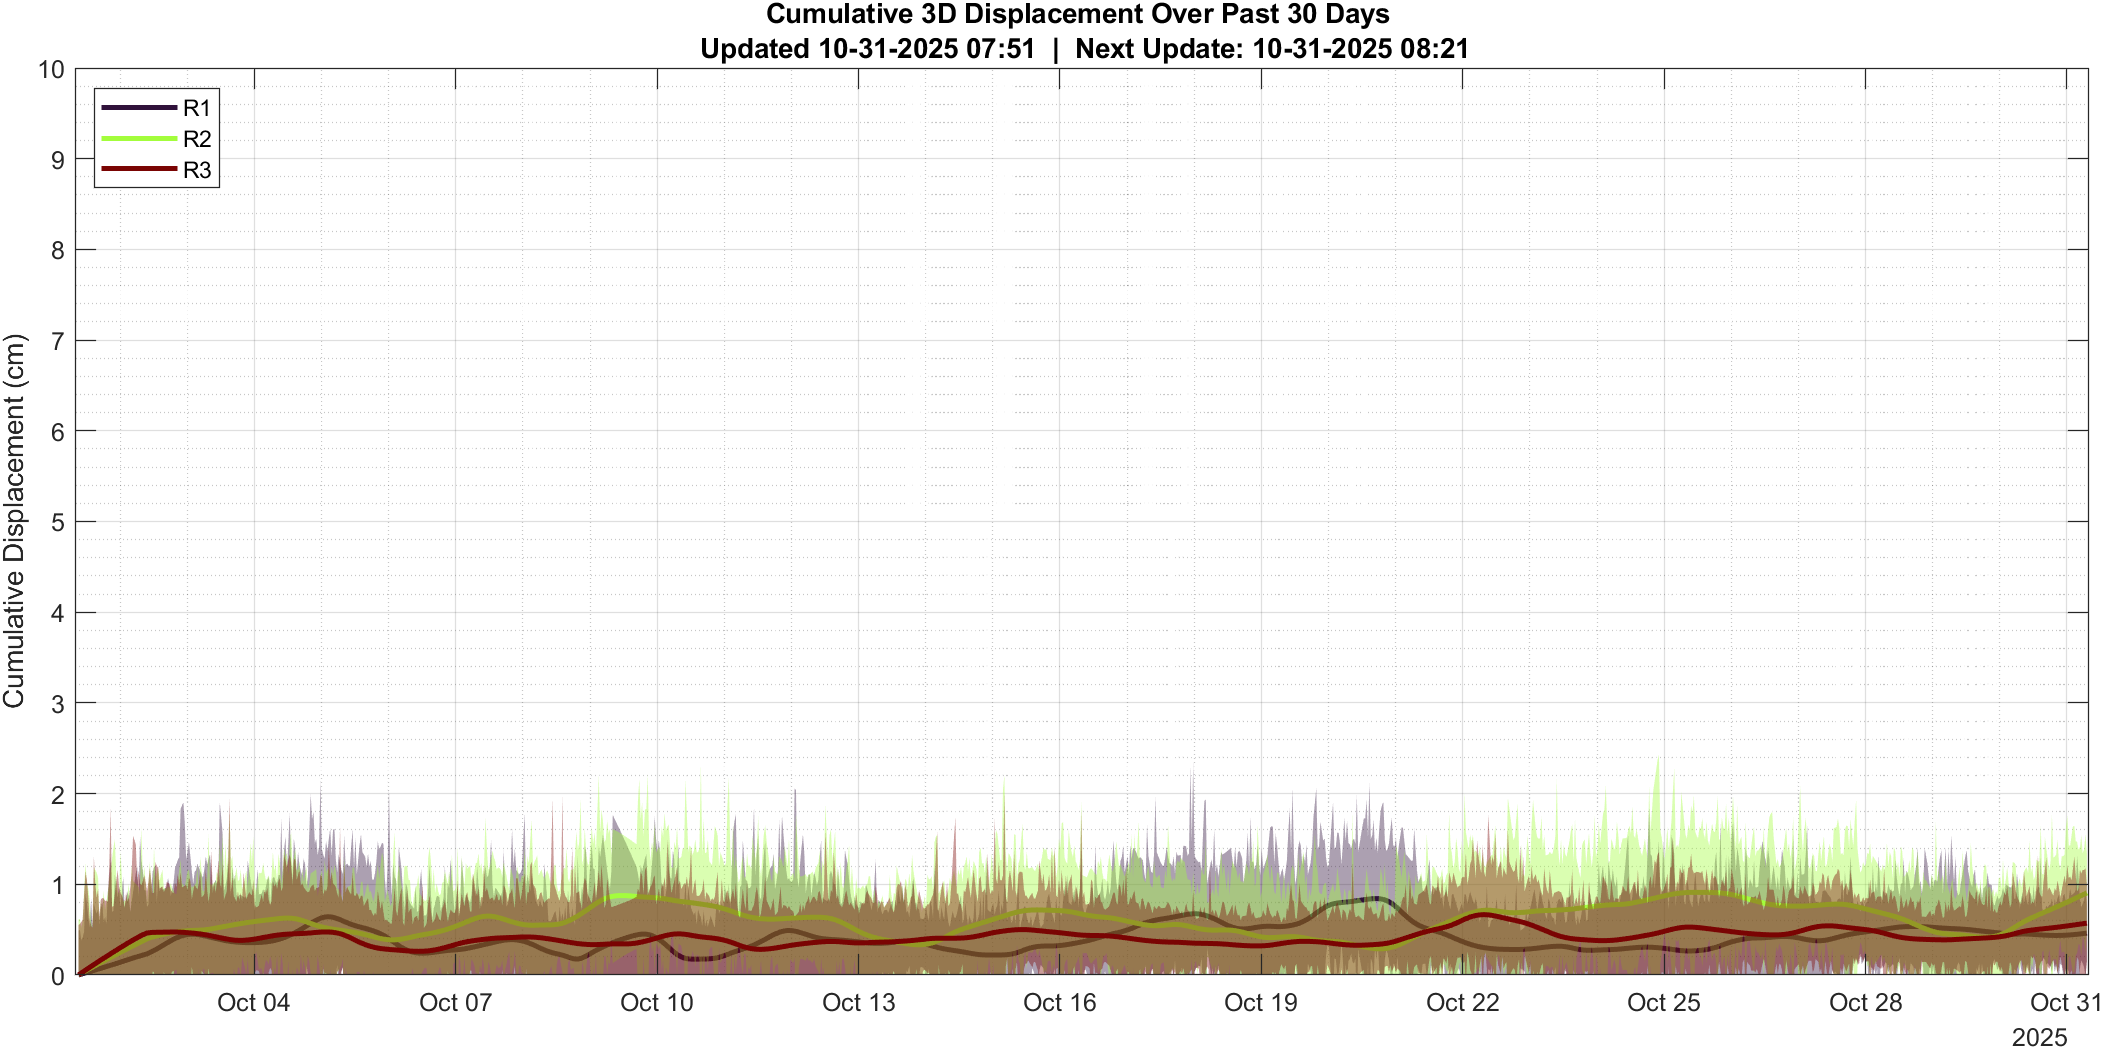 Cumulative 3D Displacement Over Past 30 Days
Updated 10-31-2025 07:51 | Next Update: 10-31-2025 08:21
R1
R2
R3
Cumulative Displacement (cm)
10
9
8
7
6
5
4
3
2
1
0
Oct 04 Oct 07 Oct 10 Oct 13 Oct 16 Oct 19 Oct 22 Oct 25 Oct 28 Oct 31
2025